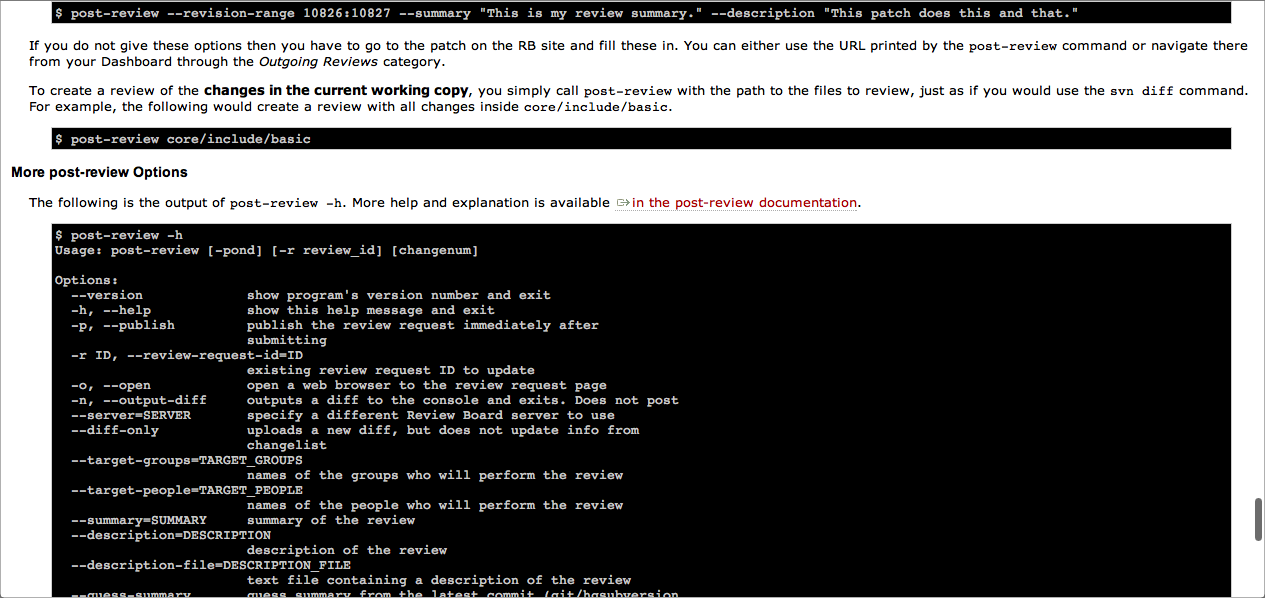 $ post-review --revision-range 10826:10827 --summary "This is my review summary." --description "This patch does this and that."
If you do not give these options then you have to go to the patch on the RB site and fill these in. You can either use the URL printed by the post-review command or navigate there
from your Dashboard through the Outgoing Reviews category.
To create a review of the changes in the current working copy, you simply call post-review with the path to the files to review, just as if you would use the svn diff command.
For example, the following would create a review with all changes inside core/include/basic.
$ post-review core/include/basic
More post-review Options
The following is the output of post-review -h. More help and explanation is available in the post-review documentation.
$ post-review -h
Usage: post-review [-pond] [-r review_id] [changenum]
Options:
--version show program's version number and exit
-h, --help show this help message and exit
-p, --publish publish the review request immediately after
submitting
-r ID, --review-request-id=ID
existing review request ID to update
-o, --open open a web browser to the review request page
-n, --output-diff outputs a diff to the console and exits. Does not post
--server=SERVER specify a different Review Board server to use
--diff-only uploads a new diff, but does not update info from
changelist
--target-groups=TARGET_GROUPS
names of the groups who will perform the review
--target-people=TARGET_PEOPLE
names of the people who will perform the review
--summary=SUMMARY summary of the review
--description=DESCRIPTION
description of the review
--description-file=DESCRIPTION_FILE
text file containing a description of the review
--guess-summary guess summary from the latest commit (git/hgsubversion